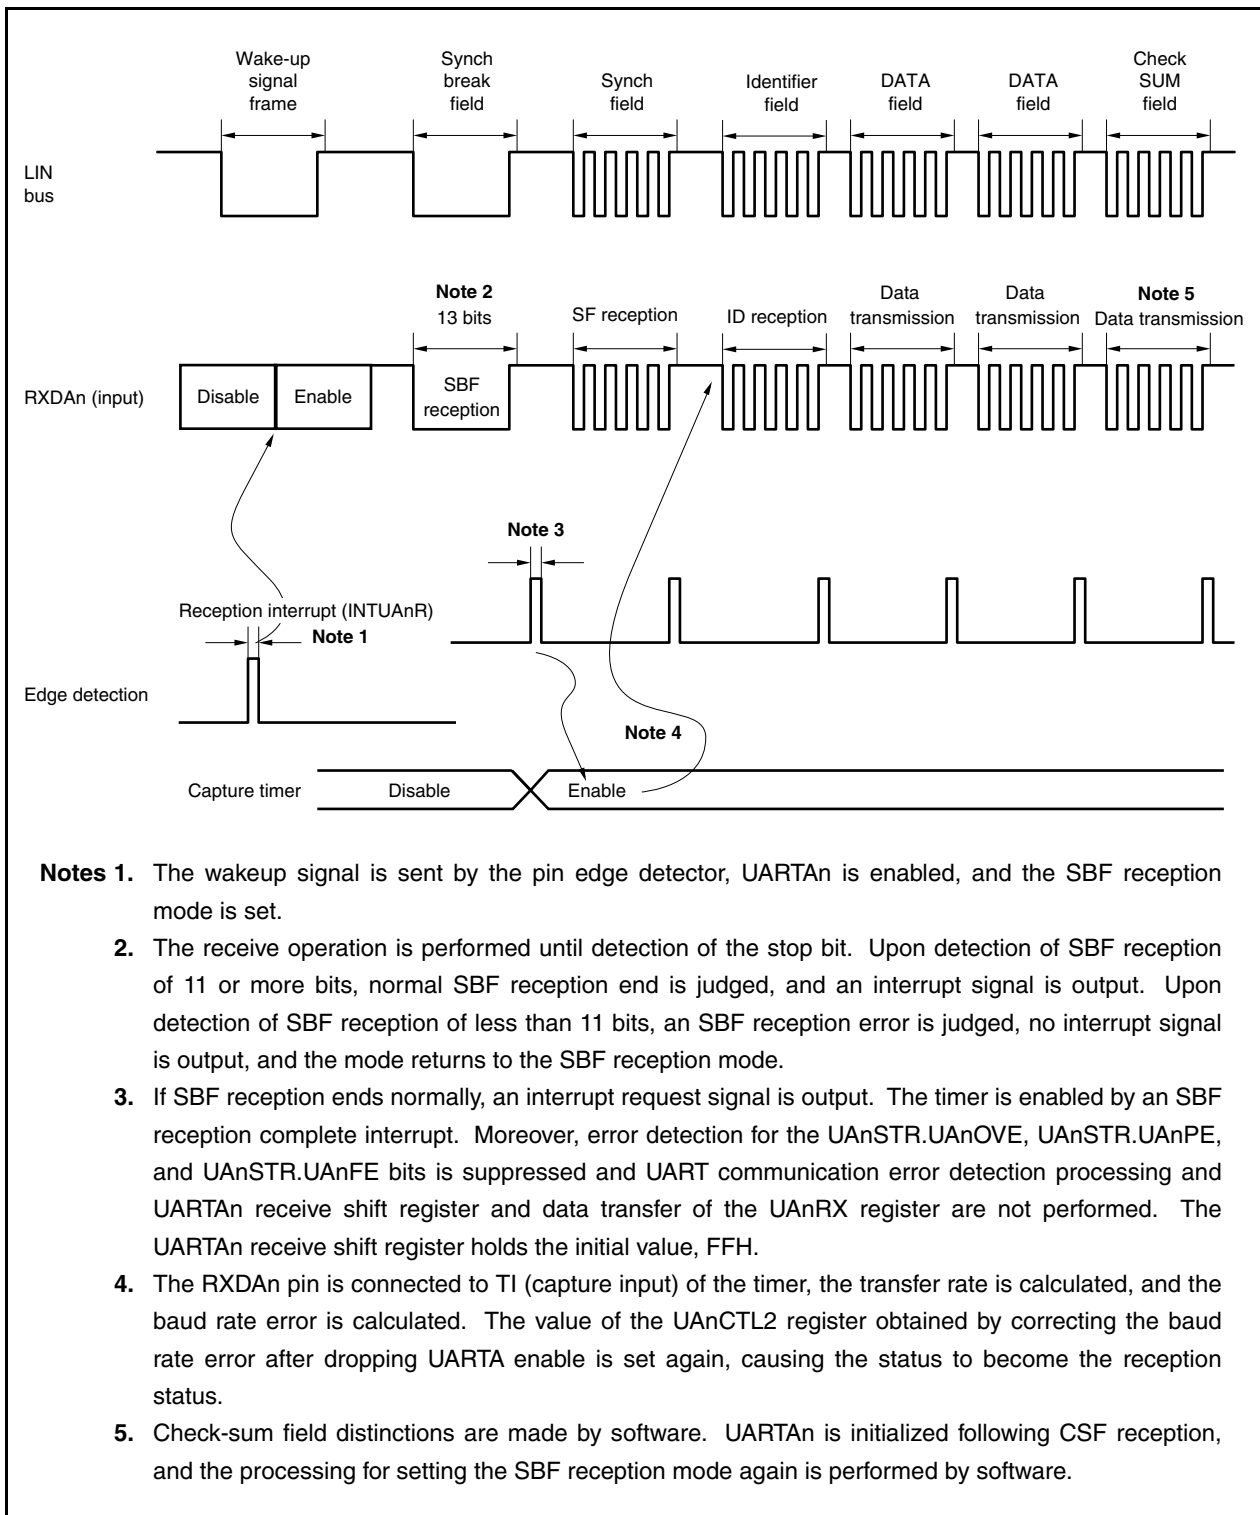 Wake-up
signal
frame
Synch
break
field
Synch
field
Identifier
field
DATA
field
DATA
field
Check
SUM
field
LIN
bus
Note 2
13 bits
SF reception
ID reception
Data
transmission
Data
transmission
Note 5
Data transmission
RXDAn (input)
Disable
Enable
SBF
reception
Note 3
Reception interrupt (INTUAnR)
Note 1
Edge detection
Note 4
Capture timer
Disable
Enable
Notes 1. The wakeup signal is sent by the pin edge detector, UARTAn is enabled, and the SBF reception
mode is set.
2. The receive operation is performed until detection of the stop bit. Upon detection of SBF reception
of 11 or more bits, normal SBF reception end is judged, and an interrupt signal is output. Upon
detection of SBF reception of less than 11 bits, an SBF reception error is judged, no interrupt signal
is output, and the mode returns to the SBF reception mode.
3. If SBF reception ends normally, an interrupt request signal is output. The timer is enabled by an SBF
reception complete interrupt. Moreover, error detection for the UAnSTR.UAnOVE, UAnSTR.UAnPE,
and UAnSTR.UAnFE bits is suppressed and UART communication error detection processing and
UARTAn receive shift register and data transfer of the UAnRX register are not performed. The
UARTAn receive shift register holds the initial value, FFH.
4. The RXDAn pin is connected to TI (capture input) of the timer, the transfer rate is calculated, and the
baud rate error is calculated. The value of the UAnCTL2 register obtained by correcting the baud
rate error after dropping UARTA enable is set again, causing the status to become the reception
status.
5. Check-sum field distinctions are made by software. UARTAn is initialized following CSF reception,
and the processing for setting the SBF reception mode again is performed by software.